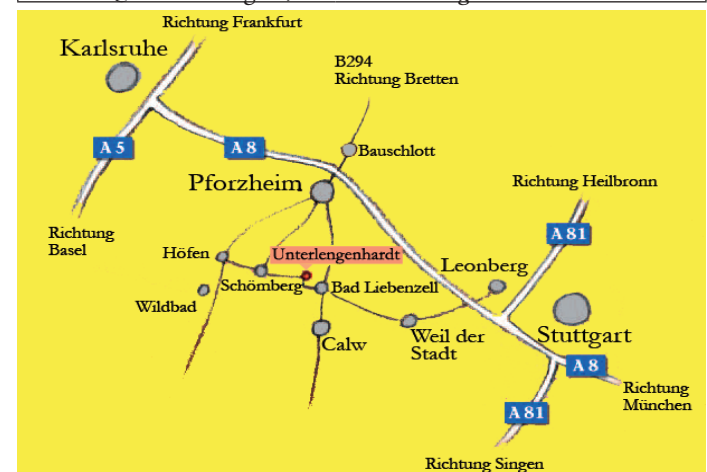 Richtung Frankfurt
Karlsruhe
B294
Richtung Bretten
A 5
A 8
Bauschlott
Pforzheim
Richtung Heilbronn
Richtung
Basel
A 81
Höfen
Unterlengenhardt
Leonberg
Schömberg
Bad Liebenzell
Wildbad
Calw
Weil der
Stadt
Stuttgart
A 8
Richtung
München
A 81
Richtung Singen